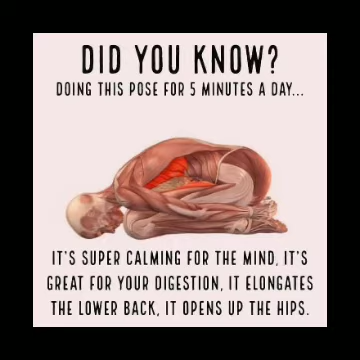 DID YOU KNOW?
DOING THIS POSE FOR 5 MINUTES A DAY...
IT'S SUPER CALMING FOR THE MIND, IT'S
GREAT FOR YOUR DIGESTION, IT ELONGATES
THE LOWER BACK, IT OPENS UP THE HIPS.